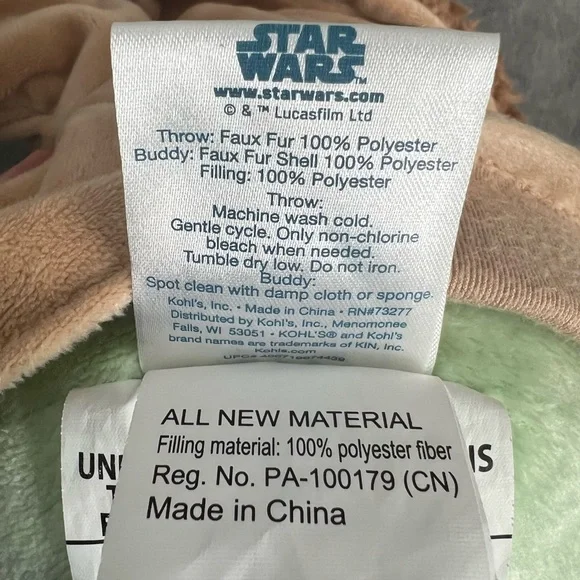 STAR
WARS™
www.starwars.com
© & ™ Lucasfilm Ltd
Throw: Faux Fur 100% Polyester
Buddy: Faux Fur Shell 100% Polyester
Filling: 100% Polyester
Throw:
Machine wash cold.
Gentle cycle. Only non-chlorine
bleach when needed.
Tumble dry low. Do not iron.
Buddy:
Spot clean with damp cloth or sponge.
Kohl's, Inc. • Made in China • RN#73277
Distributed by Kohl's, Inc., Menomonee
Falls, WI 53051 • KOHL'S® and Kohl's
brand names are trademarks of KIN, Inc.
Kohls.com
ALL NEW MATERIAL
Filling material: 100% polyester fiber
Reg. No. PA-100179 (CN)
Made in China